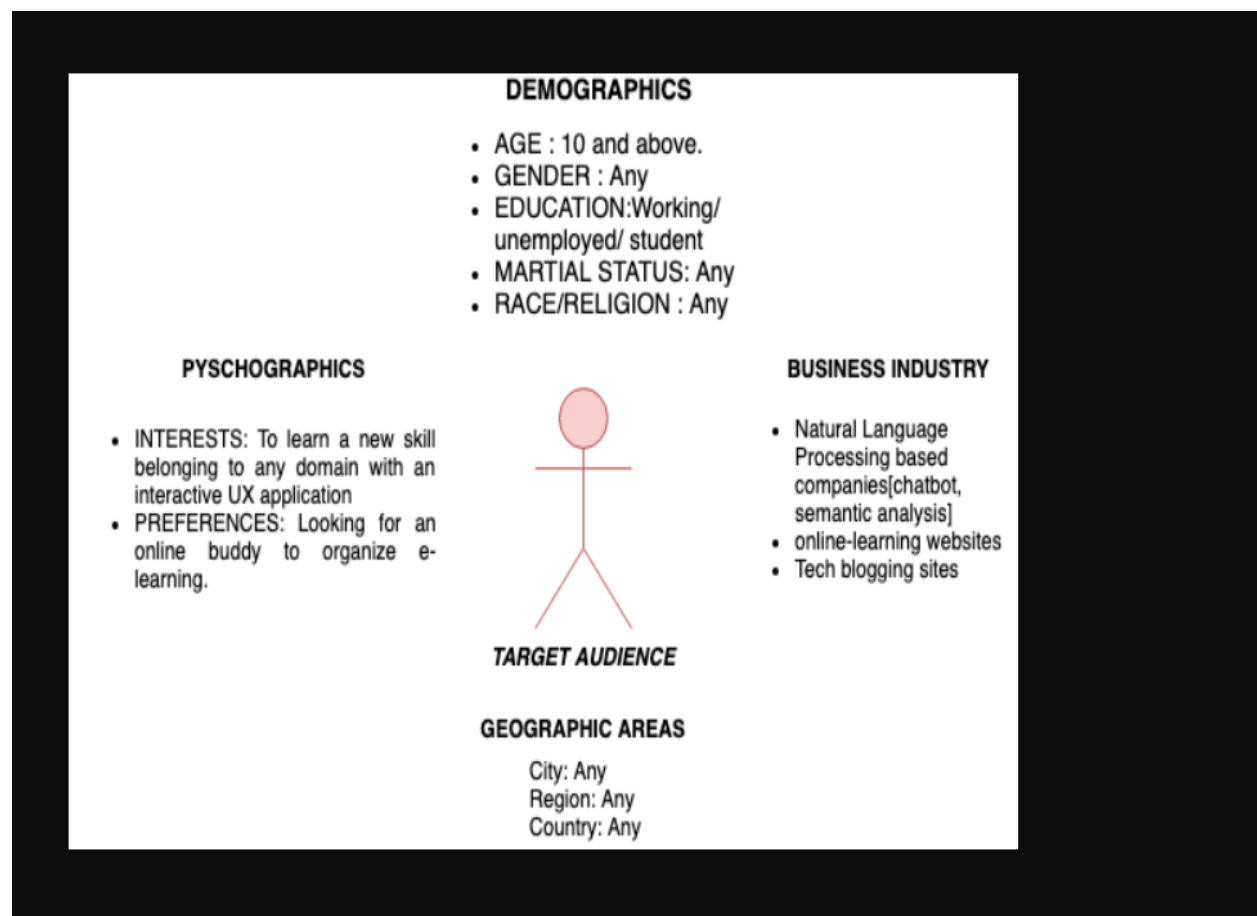 DEMOGRAPHICS
• AGE : 10 and above.
• GENDER : Any
• EDUCATION:Working/
unemployed/ student
• MARTIAL STATUS: Any
• RACE/RELIGION : Any
PYSCHOGRAPHICS
• INTERESTS: To learn a new skill
belonging to any domain with an
interactive UX application
• PREFERENCES: Looking for an
online buddy to organize e-
learning.
BUSINESS INDUSTRY
• Natural Language
Processing based
companies[chatbot,
semantic analysis]
• online-learning websites
• Tech blogging sites
TARGET AUDIENCE
GEOGRAPHIC AREAS
City: Any
Region: Any
Country: Any